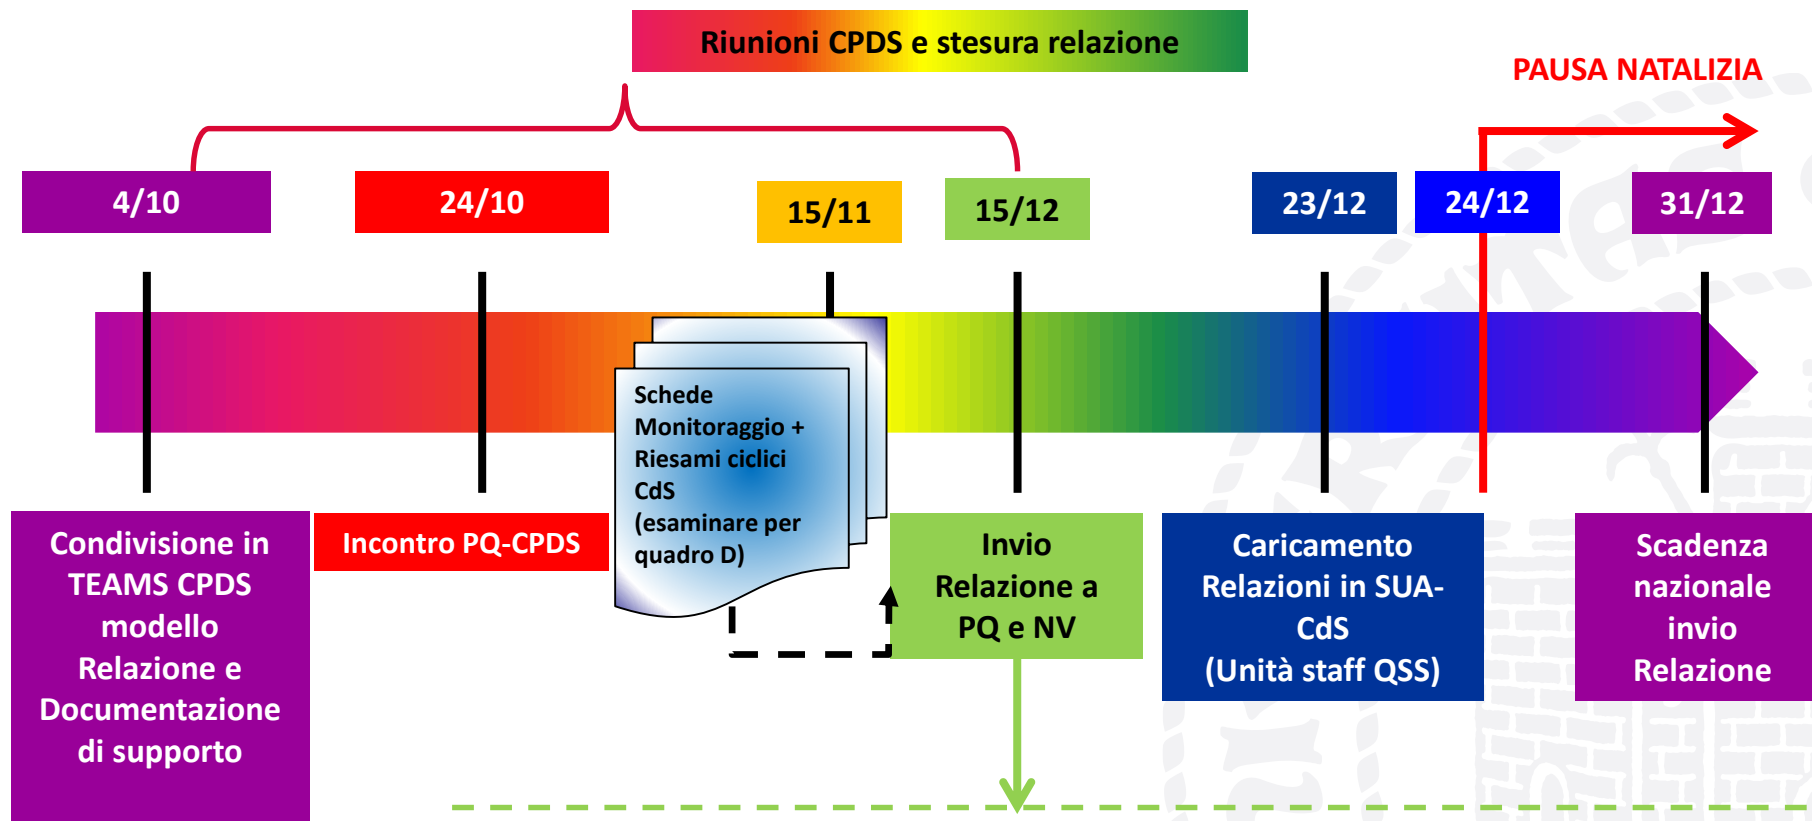 Riunioni CPDS e stesura relazione
PAUSA NATALIZIA
4/10
24/10
15/11
15/12
23/12
24/12
31/12
Schede
Monitoraggio +
Riesami ciclici
CdS
(esaminare per
quadro D)
Condivisione in
TEAMS CPDS
modello
Relazione e
Documentazione
di supporto
Incontro PQ-CPDS
Invio
Relazione a
PQ e NV
Caricamento
Relazioni in SUA-
CdS
(Unità staff QSS)
Scadenza
nazionale
invio
Relazione